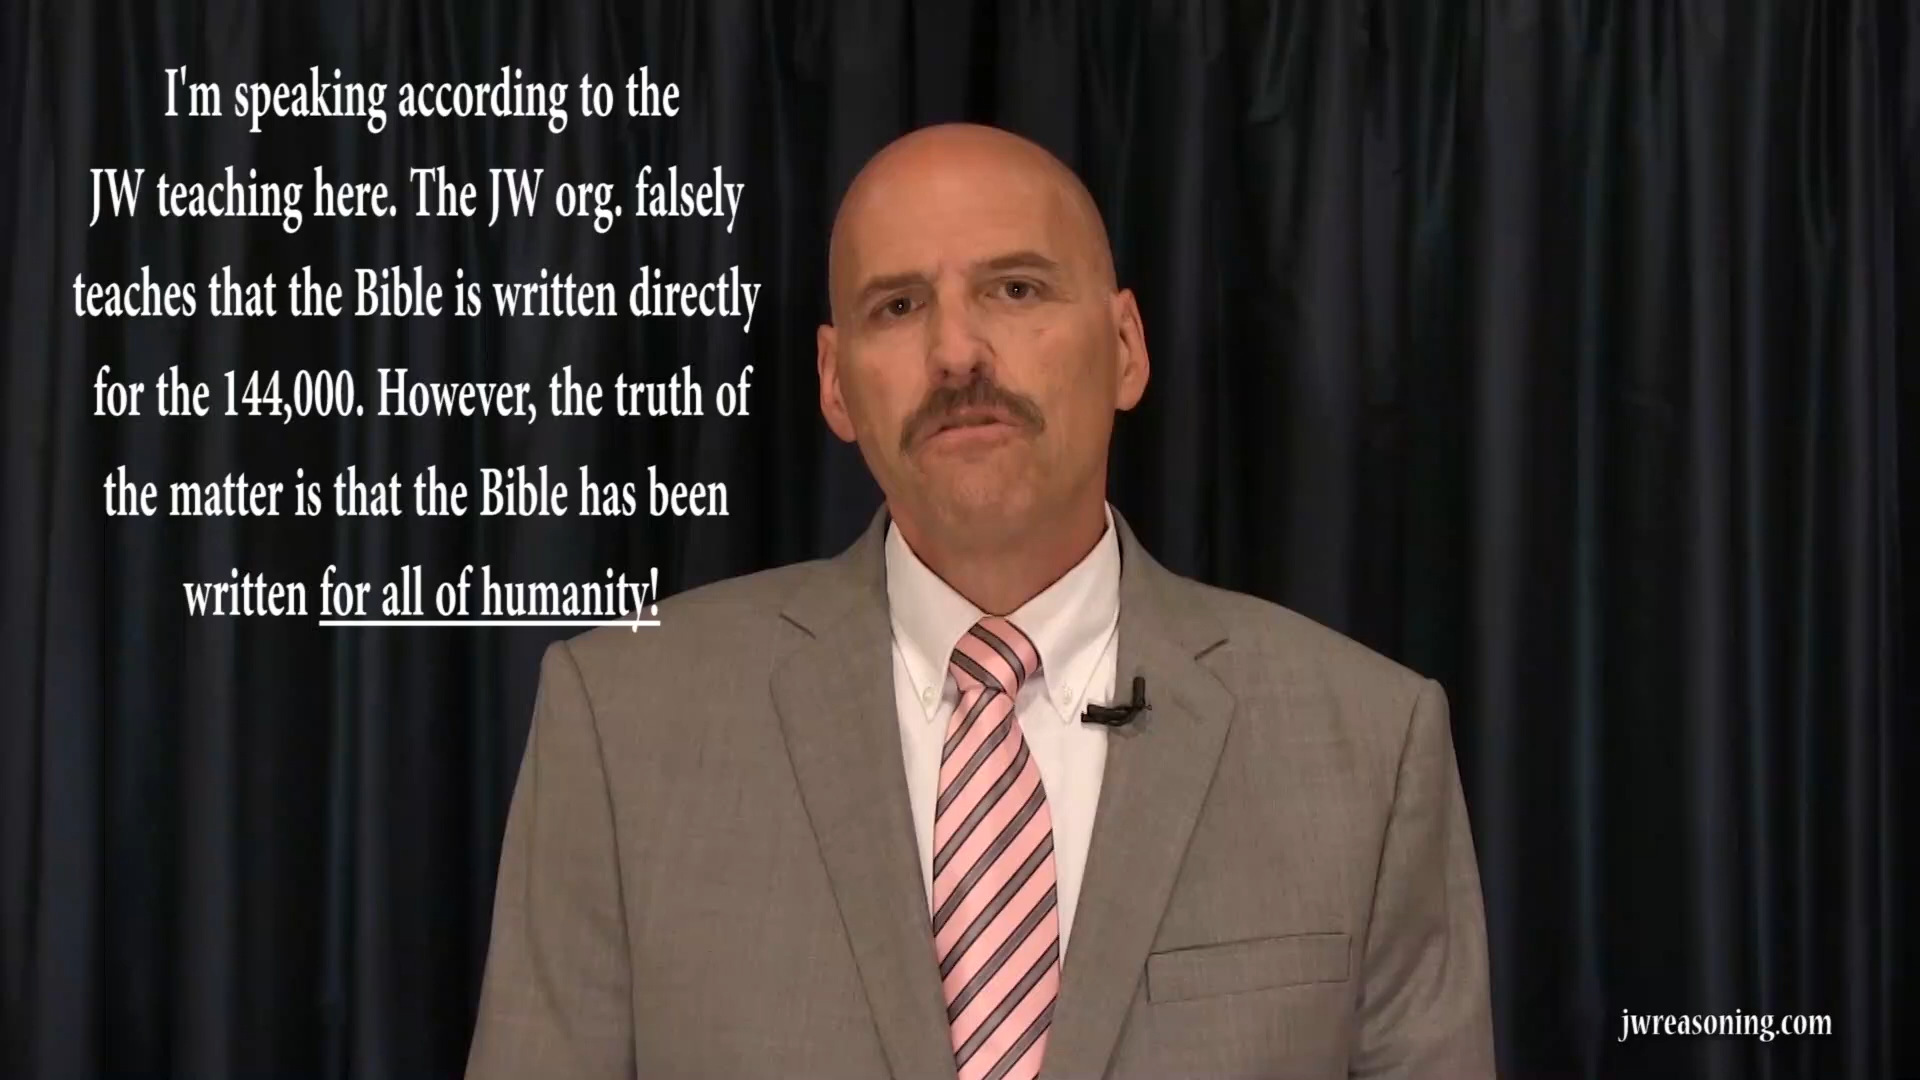 I'm speaking according to the
JW teaching here. The JW org. falsely
teaches that the Bible is written directly
for the 144,000. However, the truth of
the matter is that the Bible has been
written for all of humanity!
jwreasoning.com